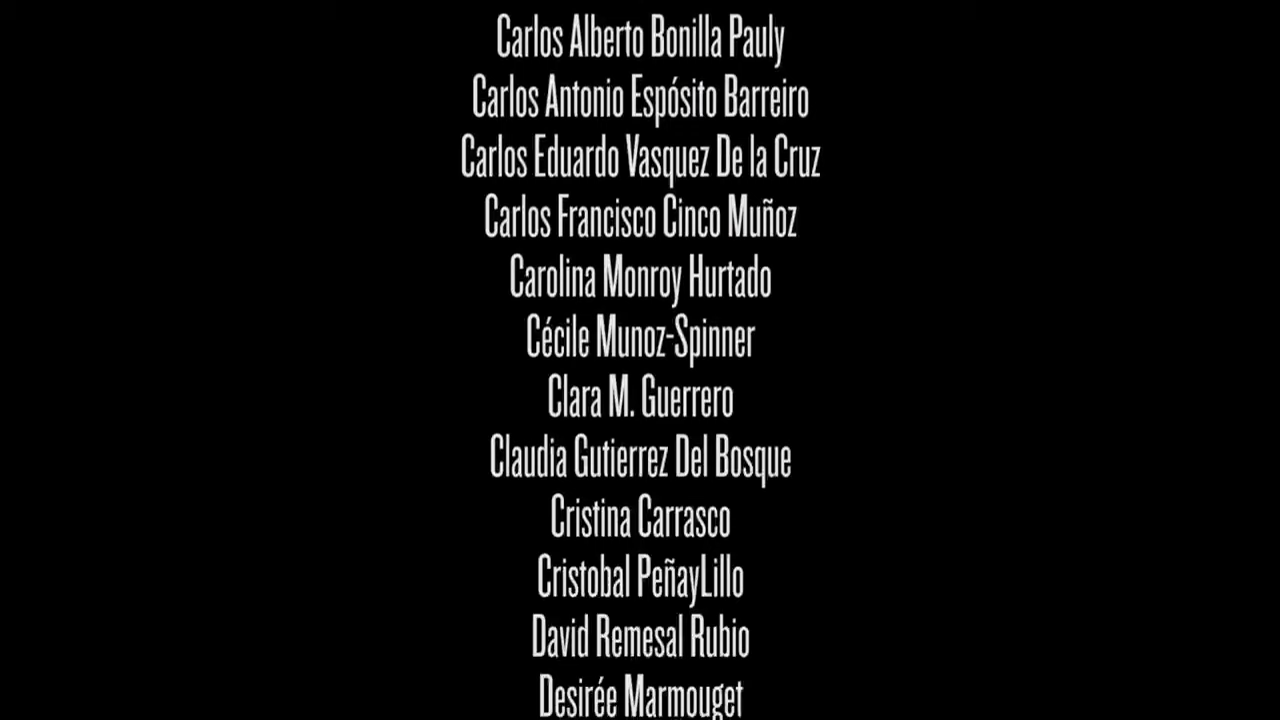 Carlos Alberto Bonilla Pauly
Carlos Antonio Espósito Barreiro
Carlos Eduardo Vasquez De la Cruz
Carlos Francisco Cinco Muñoz
Carolina Monroy Hurtado
Cécile Munoz-Spinner
Clara M. Guerrero
Claudia Gutierrez Del Bosque
Cristina Carrasco
Cristobal PeñayLillo
David Remesal Rubio
Desirée Marmouget